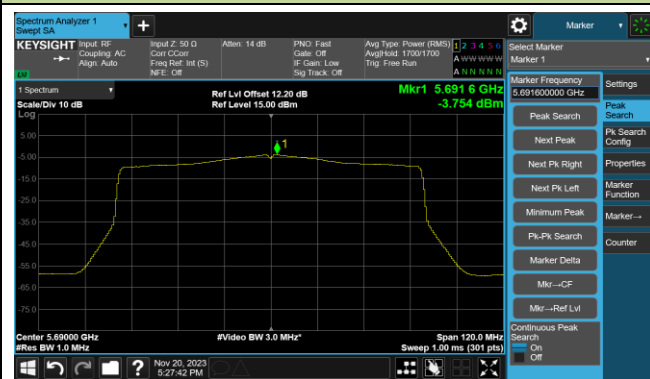 Spectrum Analyzer 1
Swept SA
+
Marker
KEYSIGHT
Input: RF
Coupling: AC
Align: Auto
Input Z: 50 Ω
Corr CCorr
Freq Ref: Int (S)
NFE: Off
Atten: 14 dB
PNO: Fast
Gate: Off
IF Gain: Low
Sig Track: Off
Avg Type: Power (RMS)
Avg|Hold: 1700/1700
Trig: Free Run
1 2 3 4 5 6
A W W W W W
A N N N N N
LXI
Select Marker
Marker 1
1 Spectrum
Scale/Div 10 dB
Log
Ref Lvl Offset 12.20 dB
Ref Level 15.00 dBm
Mkr1 5.691 6 GHz
-3.754 dBm
5.00
-5.00
-15.0
-25.0
-35.0
-45.0
-55.0
-65.0
-75.0
1
Center 5.69000 GHz
#Res BW 1.0 MHz
#Video BW 3.0 MHz*
Span 120.0 MHz
Sweep 1.00 ms (301 pts)
Marker Frequency
5.691600000 GHz
Peak Search
Next Peak
Next Pk Right
Next Pk Left
Minimum Peak
Pk-Pk Search
Marker Delta
Mkr→CF
Mkr→Ref Lvl
Continuous Peak
Search
On
Off
Settings
Peak
Search
Pk Search
Config
Properties
Marker
Function
Marker→
Counter
?
Nov 20, 2023
5:27:42 PM